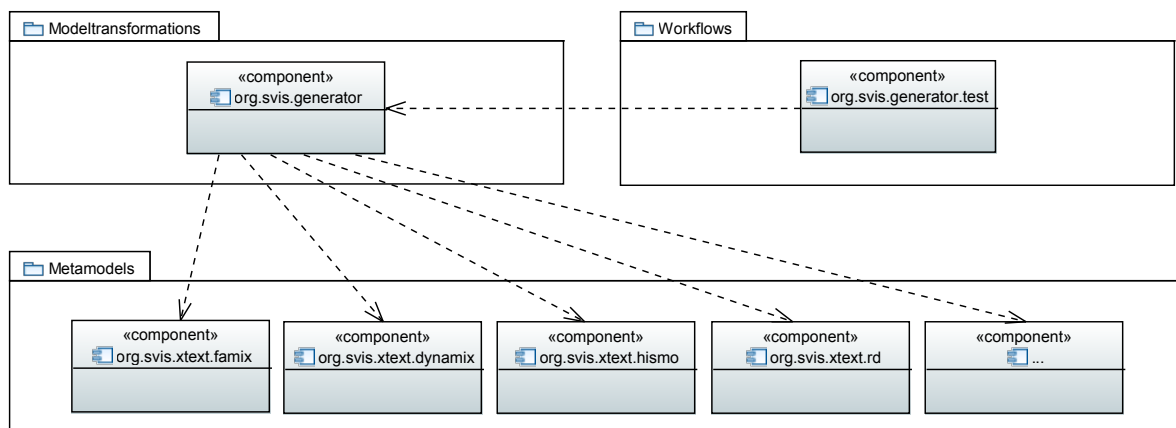 Modeltransformations
Workflows
«component»
org.svis.generator
«component»
org.svis.generator.test
Metamodels
«component»
org.svis.xtext.famix
«component»
org.svis.xtext.dynamix
«component»
org.svis.xtext.hismo
«component»
org.svis.xtext.rd
«component»
...